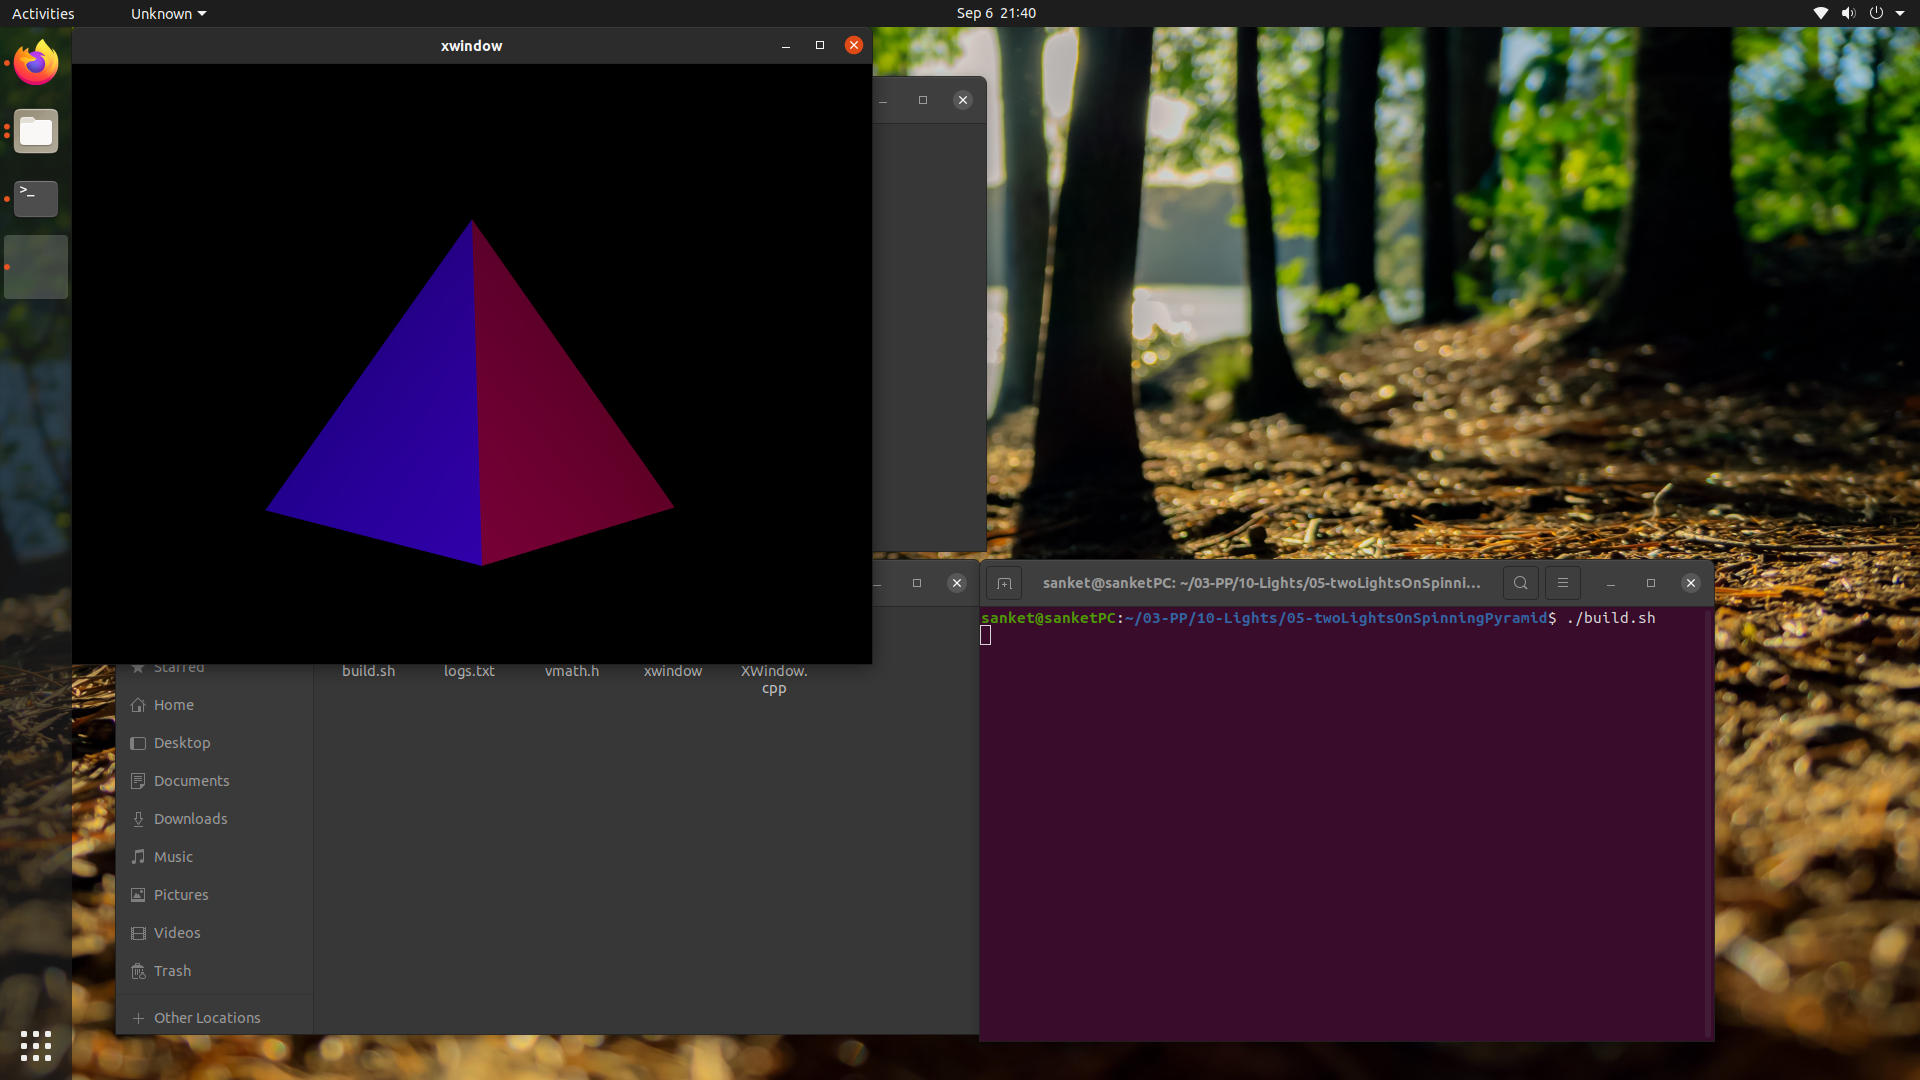 Activities
Unknown
Sep 6 21:40
xwindow
>_
sanket@sanketPC: ~/03-PP/10-Lights/05-twoLightsOnSpinni...
sanket@sanketPC:~/03-PP/10-Lights/05-twoLightsOnSpinningPyramid$ ./build.sh
Starred
Home
Desktop
Documents
Downloads
Music
Pictures
Videos
Trash
Other Locations
build.sh
logs.txt
vmath.h
xwindow
XWindow.
cpp